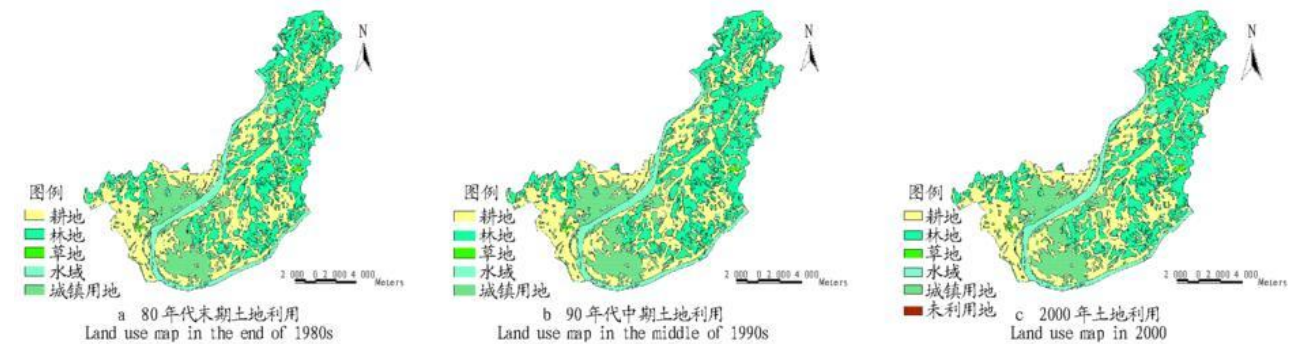 N
图例
耕地
林地
草地
水域
城镇用地
2 000 0 2 000 4 000
Meters
a 80年代末期土地利用
Land use map in the end of 1980s
N
图例
耕地
林地
草地
水域
城镇用地
2 000 0 2 000 4 000
Meters
b 90年代中期土地利用
Land use map in the middle of 1990s
N
图例
耕地
林地
草地
水域
城镇用地
未利用地
2 000 0 2 000 4 000
Meters
c 2000年土地利用
Land use map in 2000